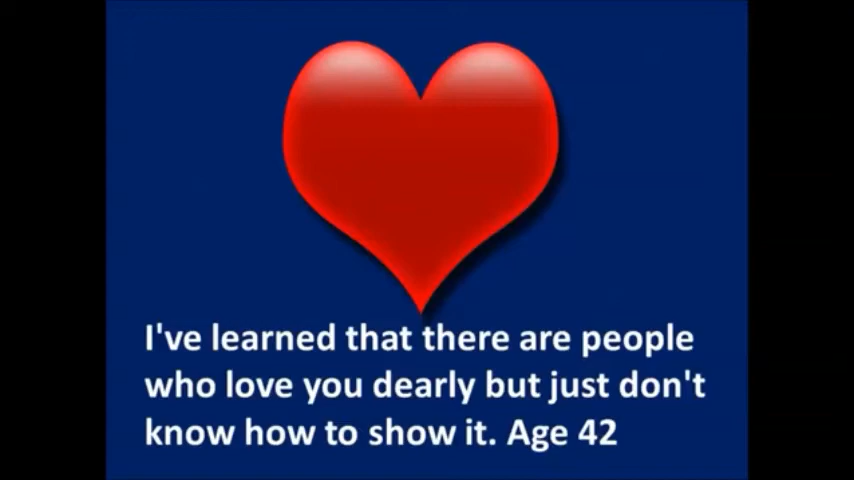 I've learned that there are people
who love you dearly but just don't
know how to show it. Age 42